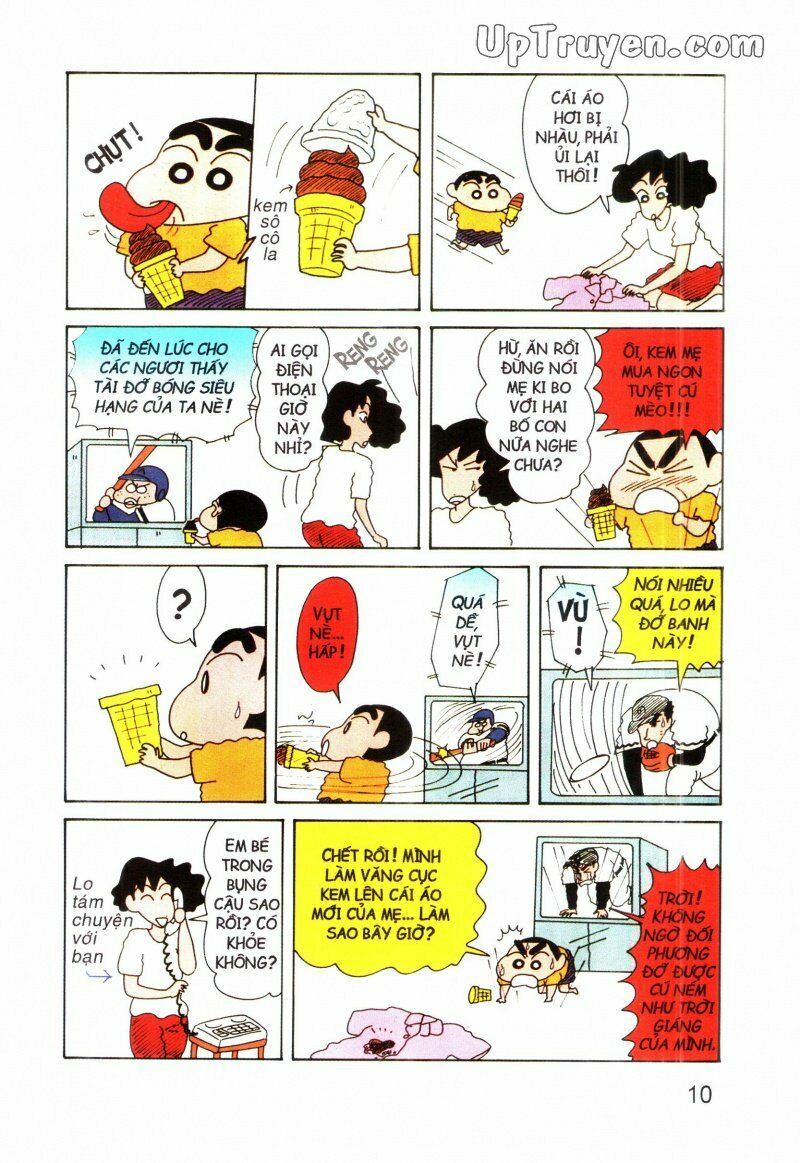 UpTruyen.com
CHỤT!
kem
sô
cô
la
CÁI ÁO
HƠI BỊ
NHÀU, PHẢI
ỦI LẠI
THÔI!
ĐÃ ĐẾN LÚC CHO
CÁC NGƯƠI THẤY
TÀI ĐỠ BÓNG SIÊU
HẠNG CỦA TA NÈ!
AI GỌI
ĐIỆN
THOẠI
GIỜ
NÀY
NHỈ?
RENG
RENG
HỪ, ĂN RỒI
ĐỪNG NÓI
MẸ KI BO
VỚI HAI
BỐ CON
NỮA NGHE
CHƯA?
ÔI, KEM MẸ
MUA NGON
TUYỆT CÚ
MÈO!!!
?
VỤT
NÈ...
HẤP!
QUÁ
DỄ,
VỤT
NÈ!
VÙ
!
NÓI NHIỀU
QUÁ, LO MÀ
ĐỠ BANH
NÀY!
Lo
tám
chuyện
với
bạn
EM BÉ
TRONG
BỤNG
CẬU SAO
RỒI? CÓ
KHỎE
KHÔNG?
CHẾT RỒI! MÌNH
LÀM VĂNG CỤC
KEM LÊN CÁI ÁO
MỚI CỦA MẸ... LÀM
SAO BÂY GIỜ?
TRỜI!
KHÔNG
NGỜ ĐỐI
PHƯƠNG
ĐỠ ĐƯỢC
CÚ NÉM
NHƯ TRỜI
GIÁNG
CỦA MÌNH.
10